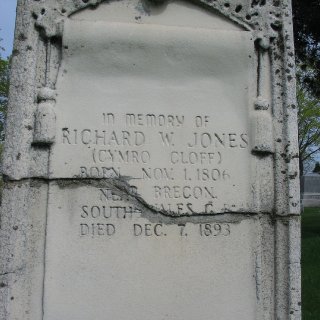 IN MEMORY OF
RICHARD W. JONES
(CYMRO GLOFF)
BORN NOV. 1. 1806
NEAR BRECON.
SOUTH WALES
DIED DEC. 7. 1893